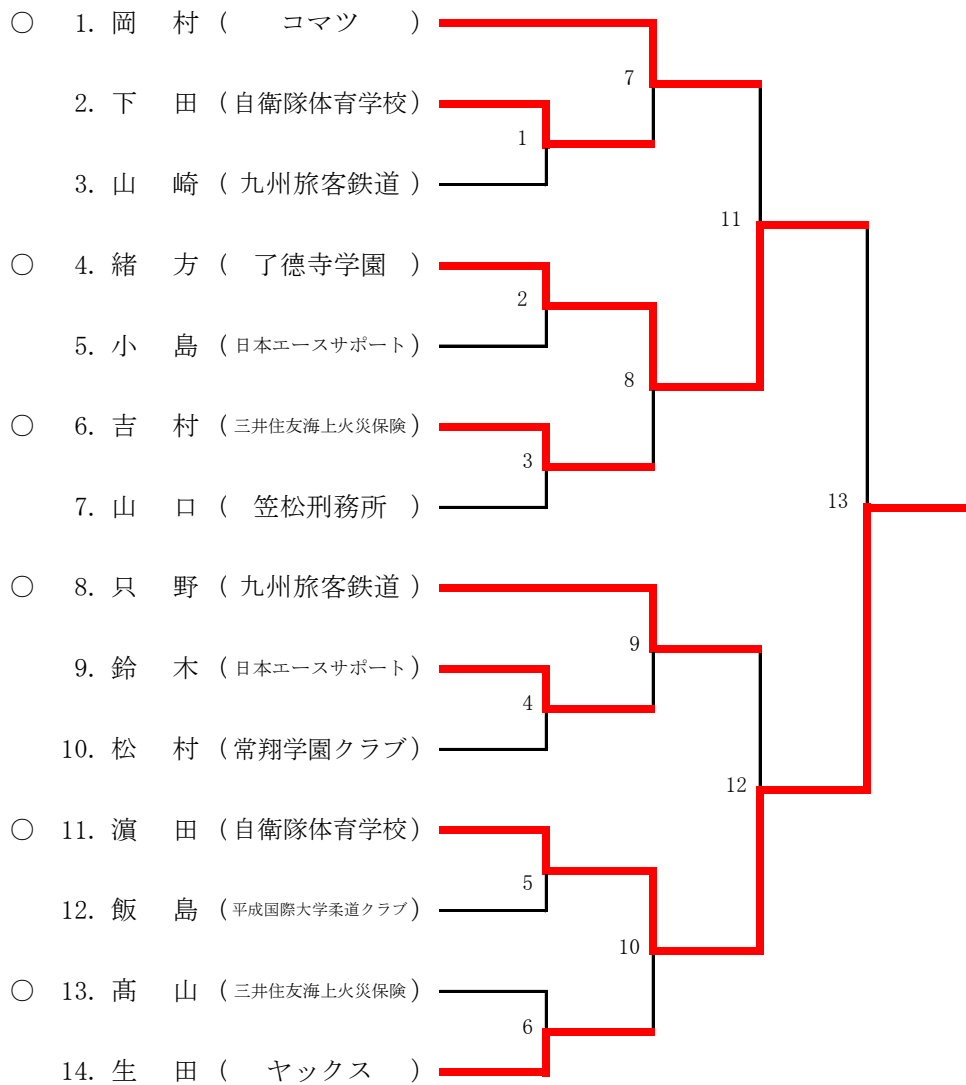 ○ 1. 岡 村 ( コマツ )
7
2. 下 田 (自衛隊体育学校)
1
3. 山 崎 ( 九州旅客鉄道 )
11
○ 4. 緒 方 ( 了徳寺学園 )
2
5. 小 島 (日本エースサポート)
8
○ 6. 吉 村 (三井住友海上火災保険)
3
7. 山 口 ( 笠松刑務所 )
13
○ 8. 只 野 ( 九州旅客鉄道 )
9
9. 鈴 木 (日本エースサポート)
4
10. 松 村 (常翔学園クラブ)
12
○ 11. 濵 田 (自衛隊体育学校)
5
12. 飯 島 (平成国際大学柔道クラブ)
10
○ 13. 髙 山 (三井住友海上火災保険)
6
14. 生 田 ( ヤックス )